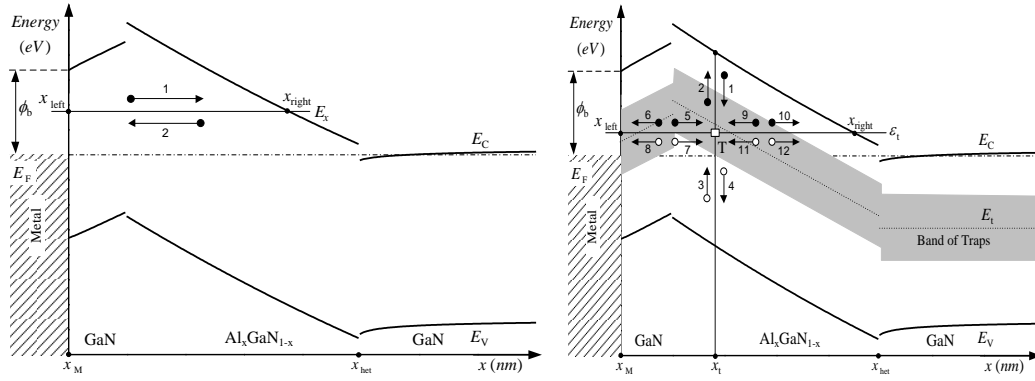 Energy
(eV)
ϕb
x left
1
2
xright
Ex
EC
EF
Metal
GaN
AlxGaN1-x
GaN
EV
xM
xhet
x (nm)
Energy
(eV)
ϕb
x left
2
1
6
5
9
10
xright
εt
8
7
T
11
12
EC
EF
3
4
Metal
Et
Band of Traps
GaN
AlxGaN1-x
GaN
EV
xM
xt
xhet
x (nm)